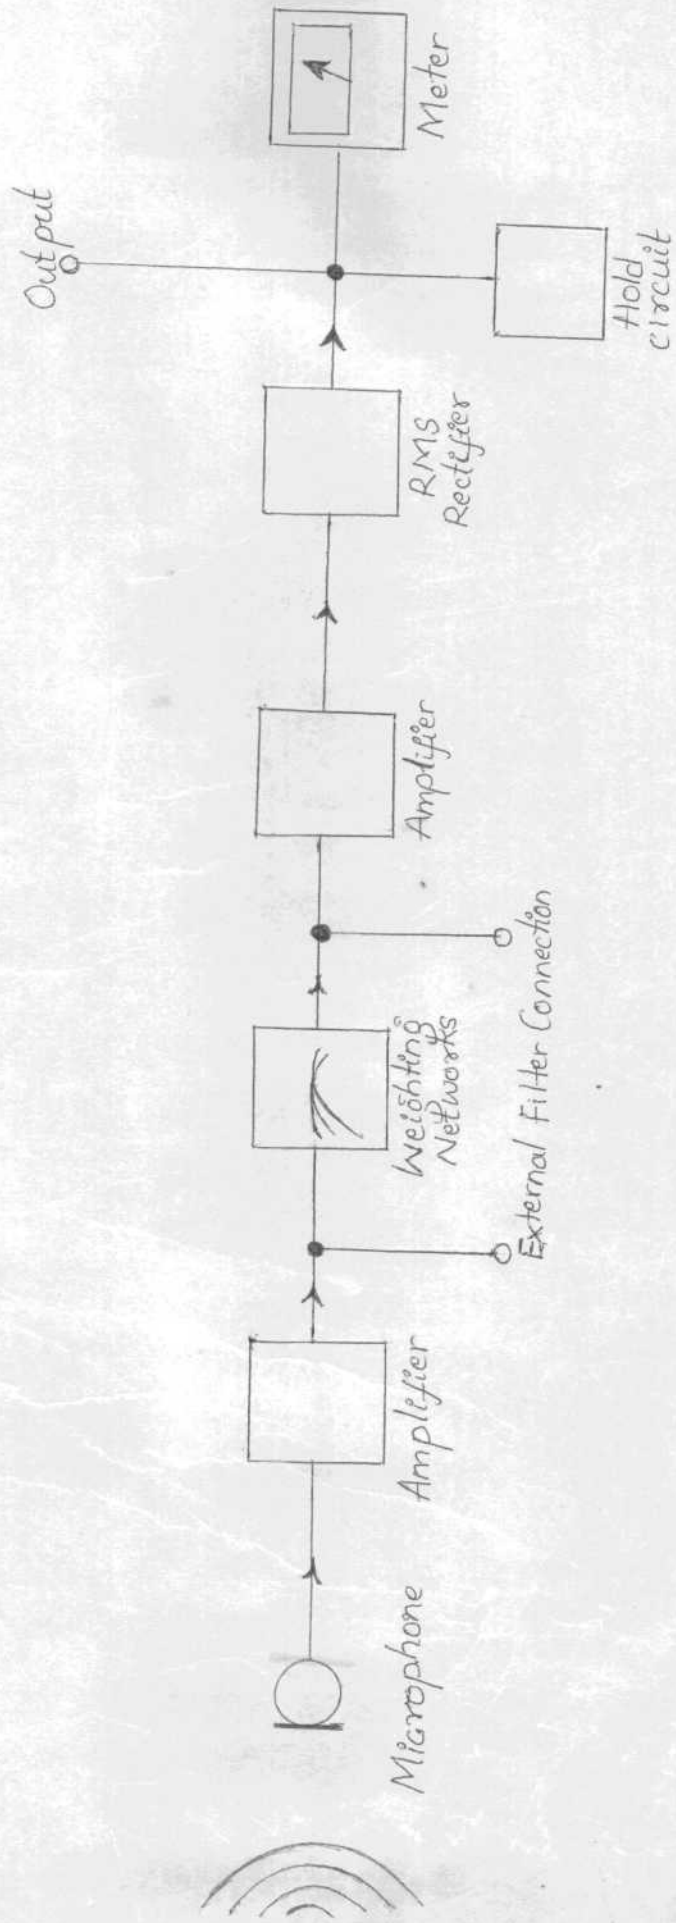 Microphone
Amplifier
Weighting
Networks
External Filter Connection
Amplifier
RMS
Rectifier
Output
Hold
circuit
Meter